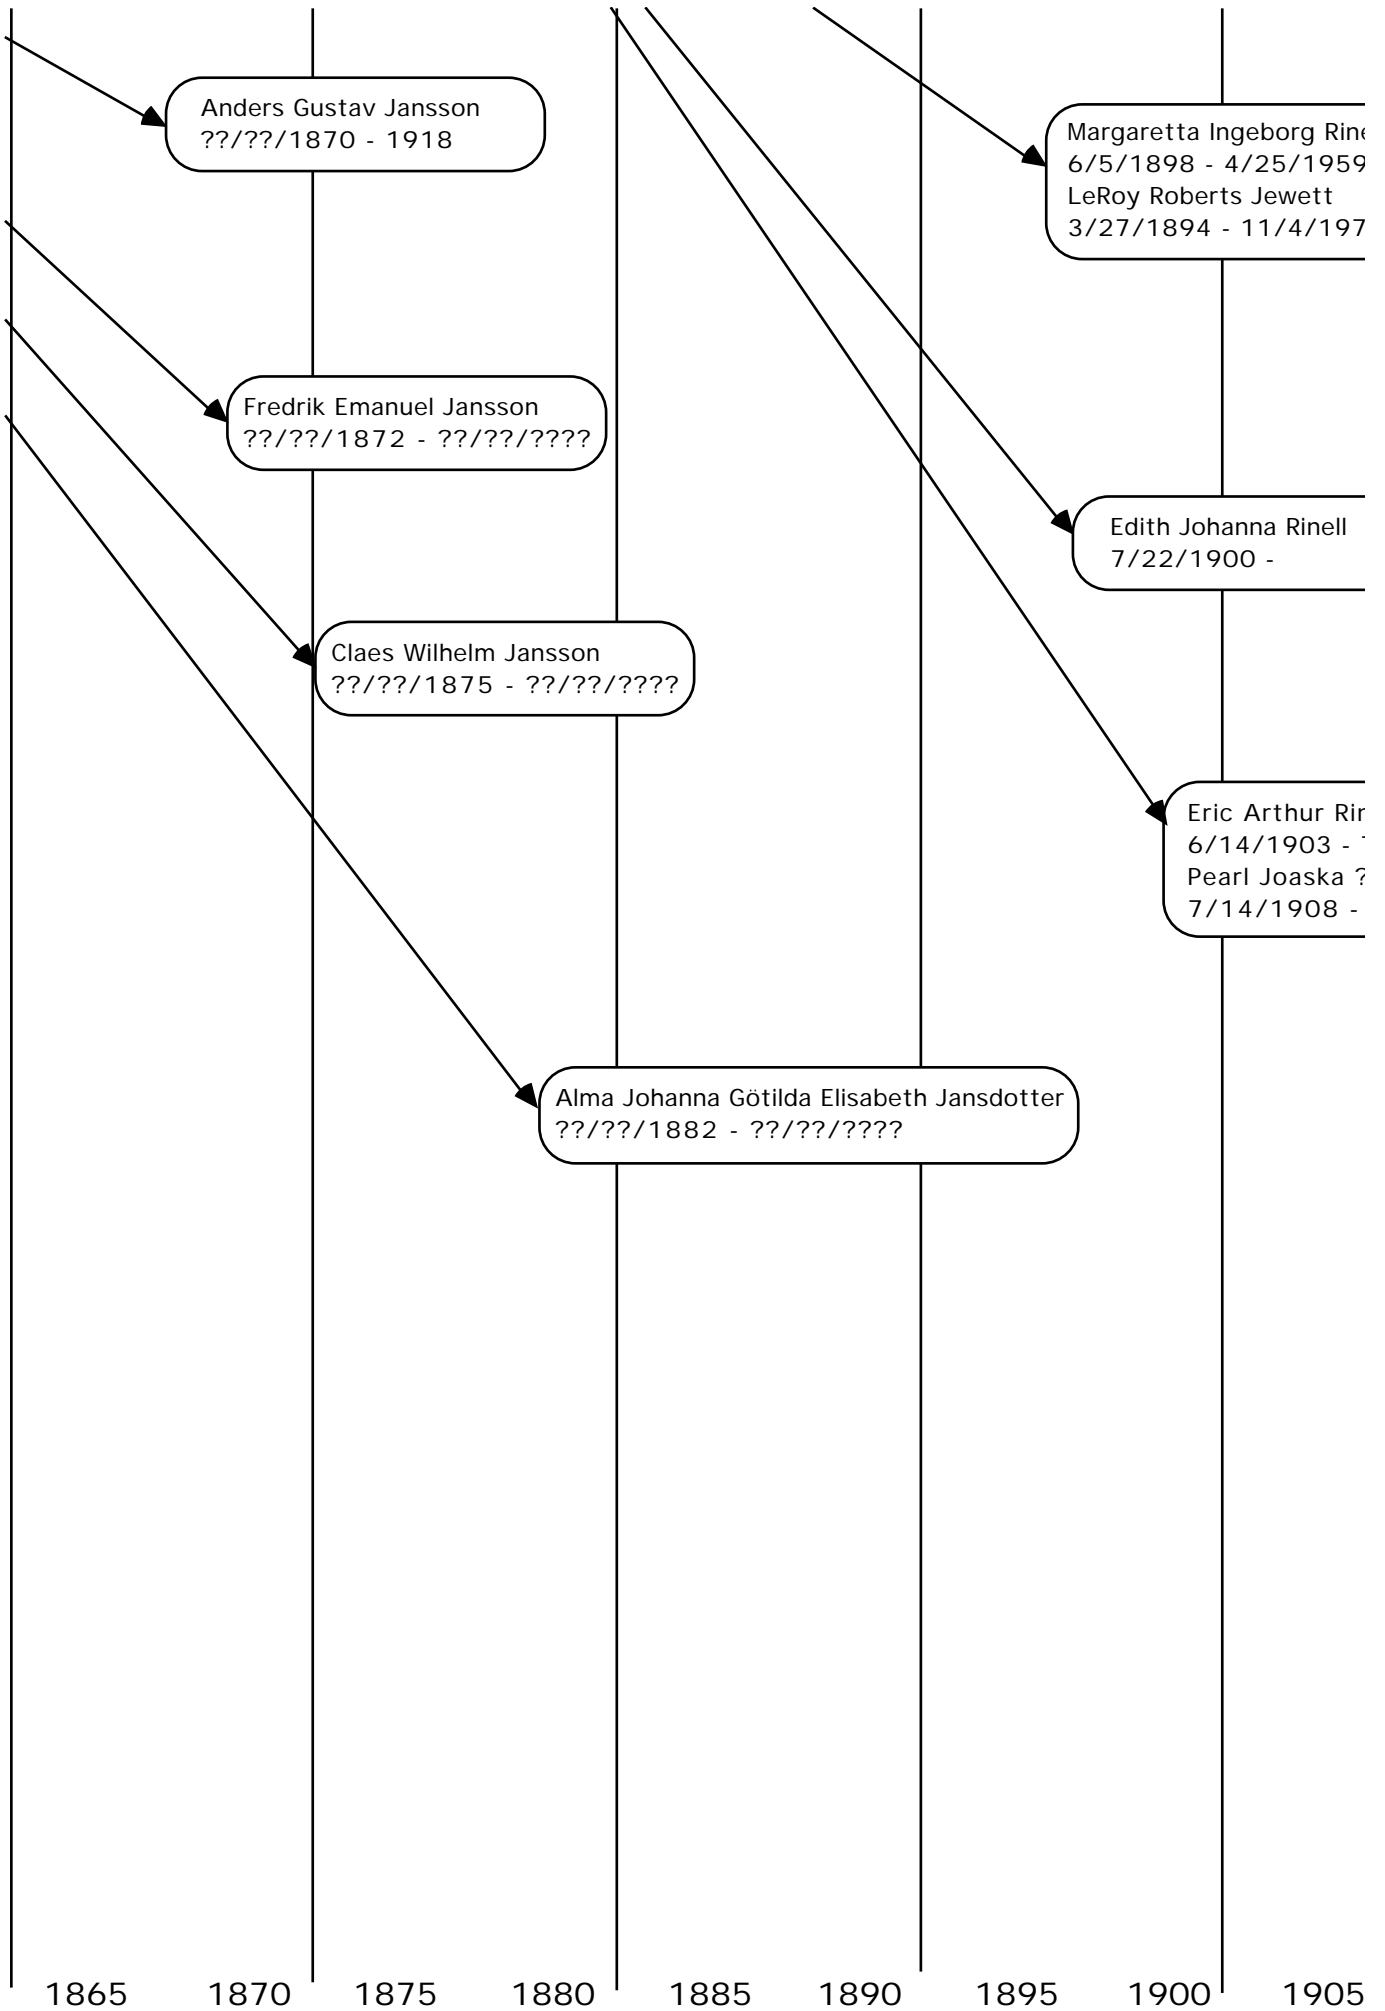 Anders Gustav Jansson
??/??/1870 - 1918
Margaretta Ingeborg
6/5/1898 - 4/25/1959
LeRoy Roberts Jewett
3/27/1894 - 11/4/197
Fredrik Emanuel Jansson
??/??/1872 - ??/??/????
Edith Johanna Rinell
7/22/1900 -
Claes Wilhelm Jansson
??/??/1875 - ??/??/????
Eric Arthur
6/14/1903 -
Pearl Joaska ?
7/14/1908 -
Alma Johanna Götilda Elisabeth Jansdotter
??/??/1882 - ??/??/????
1865 1870 1875 1880 1885 1890 1895 1900 1905